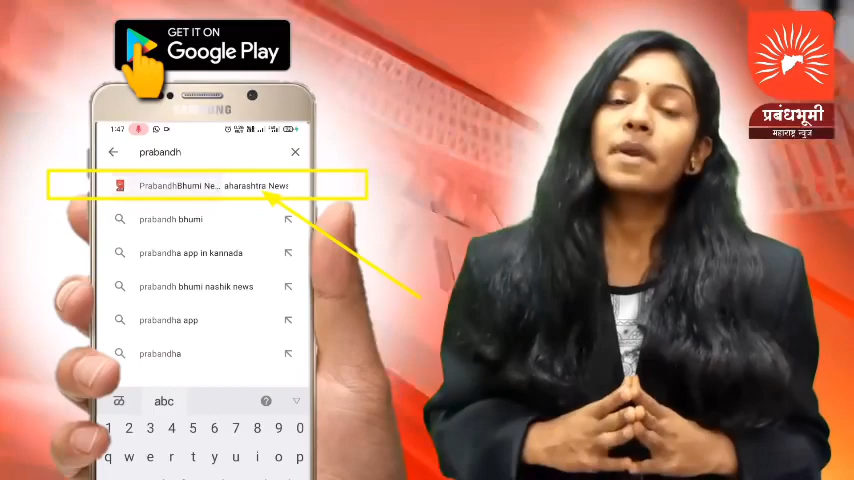 GET IT ON
Google Play
SAMSUNG
1:47
prabandh
PrabandhBhumi Ne... aharashtra News
prabandh bhumi
prabandha app in kannada
prabandh bhumi nashik news
prabandha app
prabandha
ळ abc
1 2 3 4 5 6 7 8 9 0
q w e r t y u i o p
प्रबंधभूमी
महाराष्ट्र न्युज